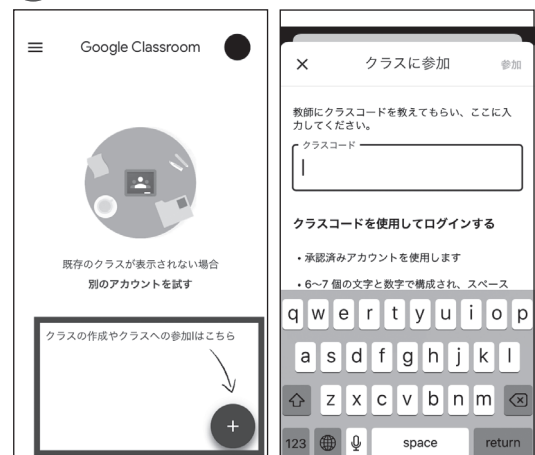 Google Classroom
既存のクラスが表示されない場合
別のアカウントを試す
クラスの作成やクラスへの参加はこちら
+
× クラスに参加 参加
教師にクラスコードを教えてもらい、ここに入
力してください。
クラスコード
クラスコードを使用してログインする
・承認済みアカウントを使用します
・6〜7 個の文字と数字で構成され、スペース
q w e r t y u i o p
a s d f g h j k l
z x c v b n m
123 space return